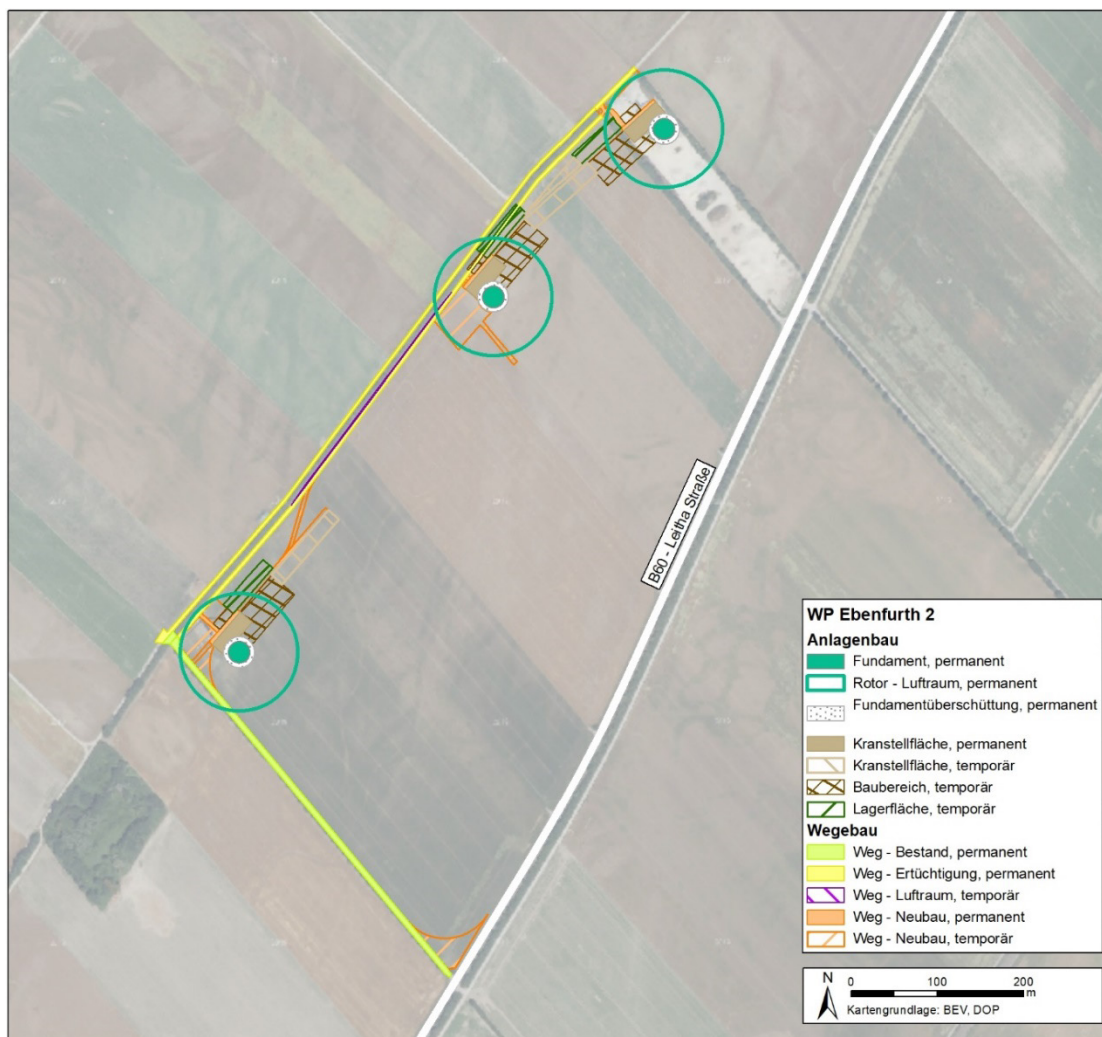 B60 - Leitha Straße
WP Ebenfurth 2
Anlagenbau
Fundament, permanent
Rotor - Luftraum, permanent
Fundamentüberschüttung, permanent
Kranstellfläche, permanent
Kranstellfläche, temporär
Baubereich, temporär
Lagerfläche, temporär
Wegebau
Weg - Bestand, permanent
Weg - Ertüchtigung, permanent
Weg - Luftraum, temporär
Weg - Neubau, permanent
Weg - Neubau, temporär
N
0 100 200
m
Kartengrundlage: BEV, DOP